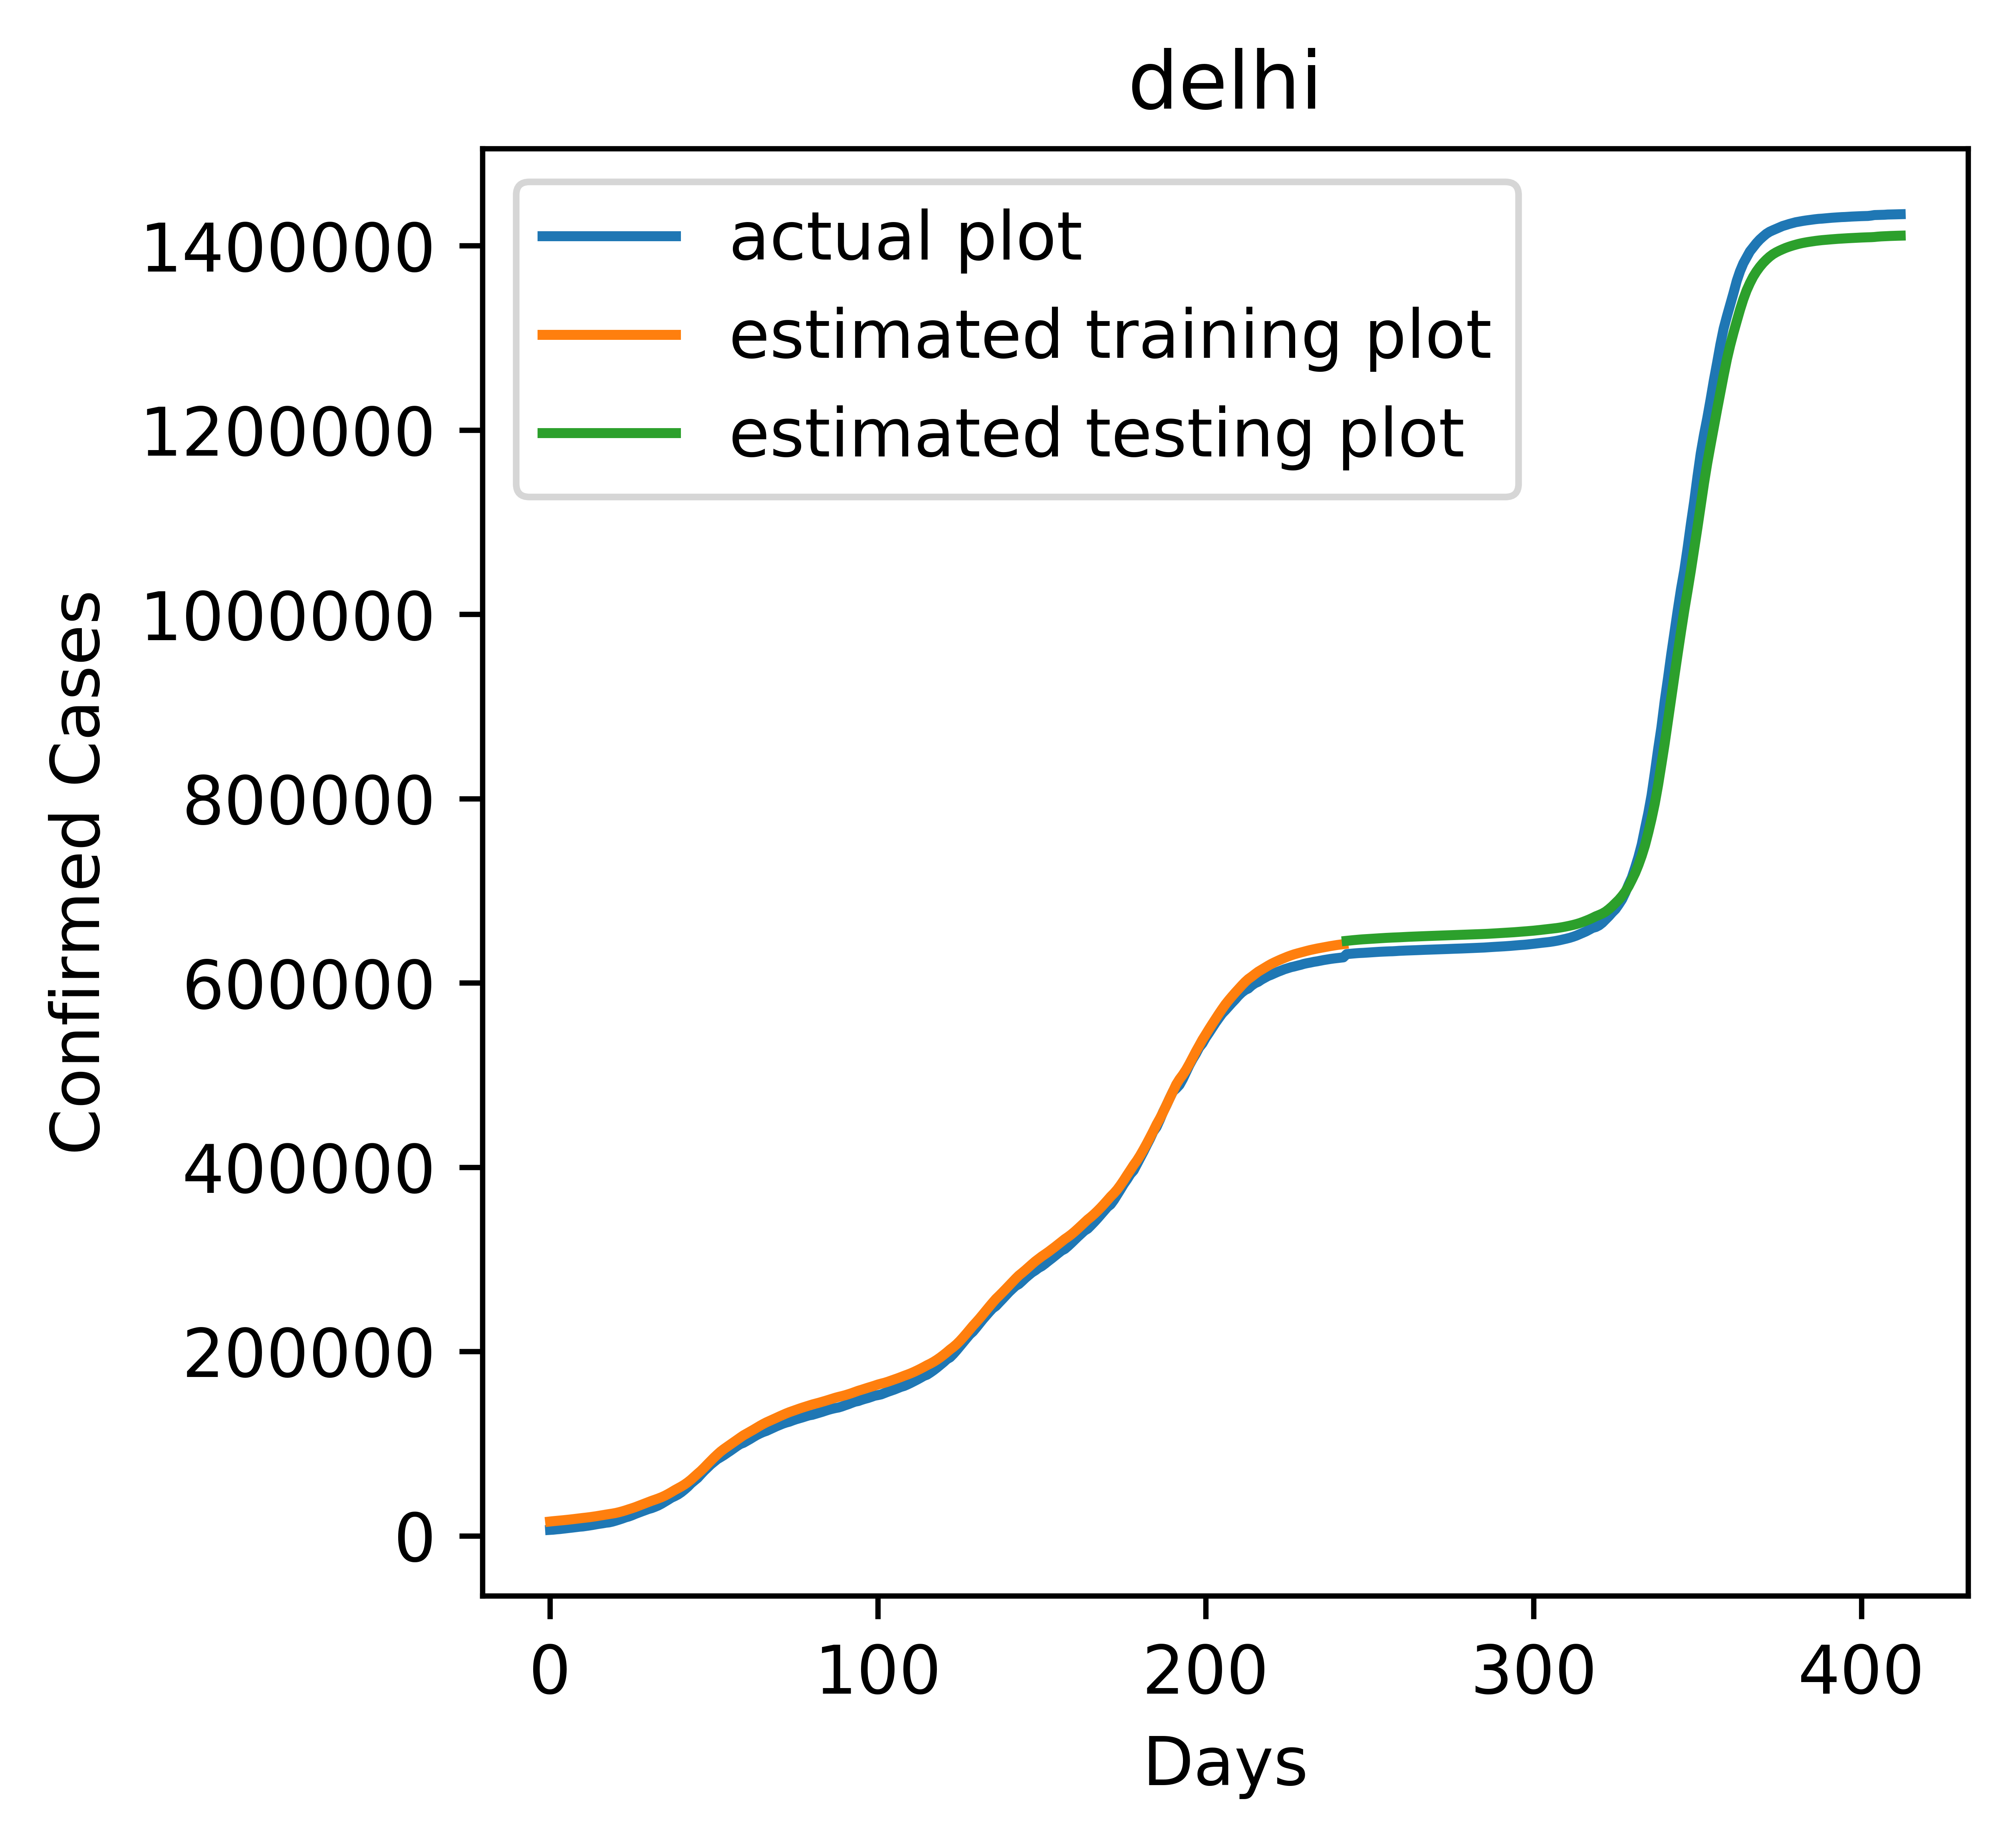 delhi
actual plot
estimated training plot
estimated testing plot
1400000
1200000
1000000
800000
600000
400000
200000
0
Confirmed Cases
0 100 200 300 400
Days